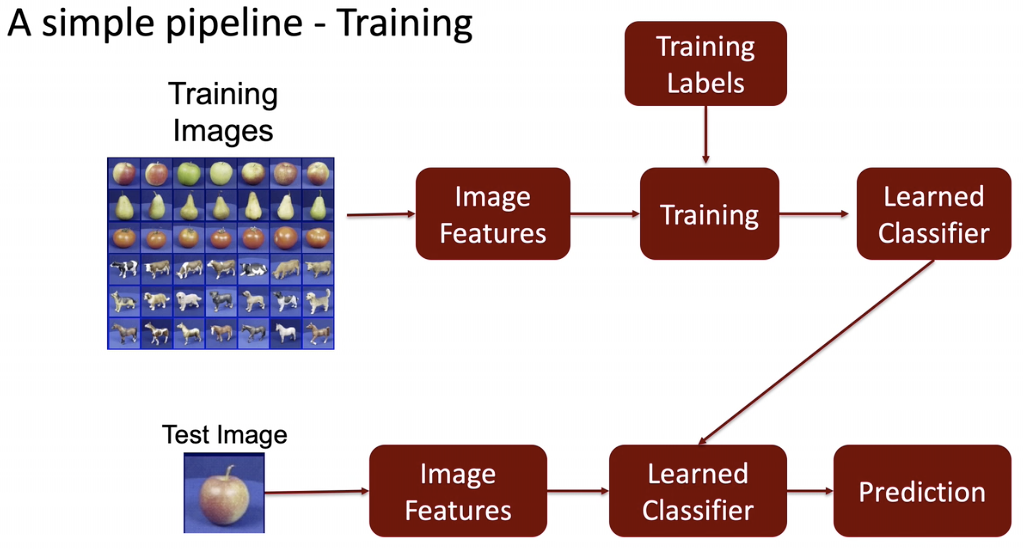 A simple pipeline - Training
Training
Labels
Training
Images
Image
Features
Training
Learned
Classifier
Test Image
Image
Features
Learned
Classifier
Prediction